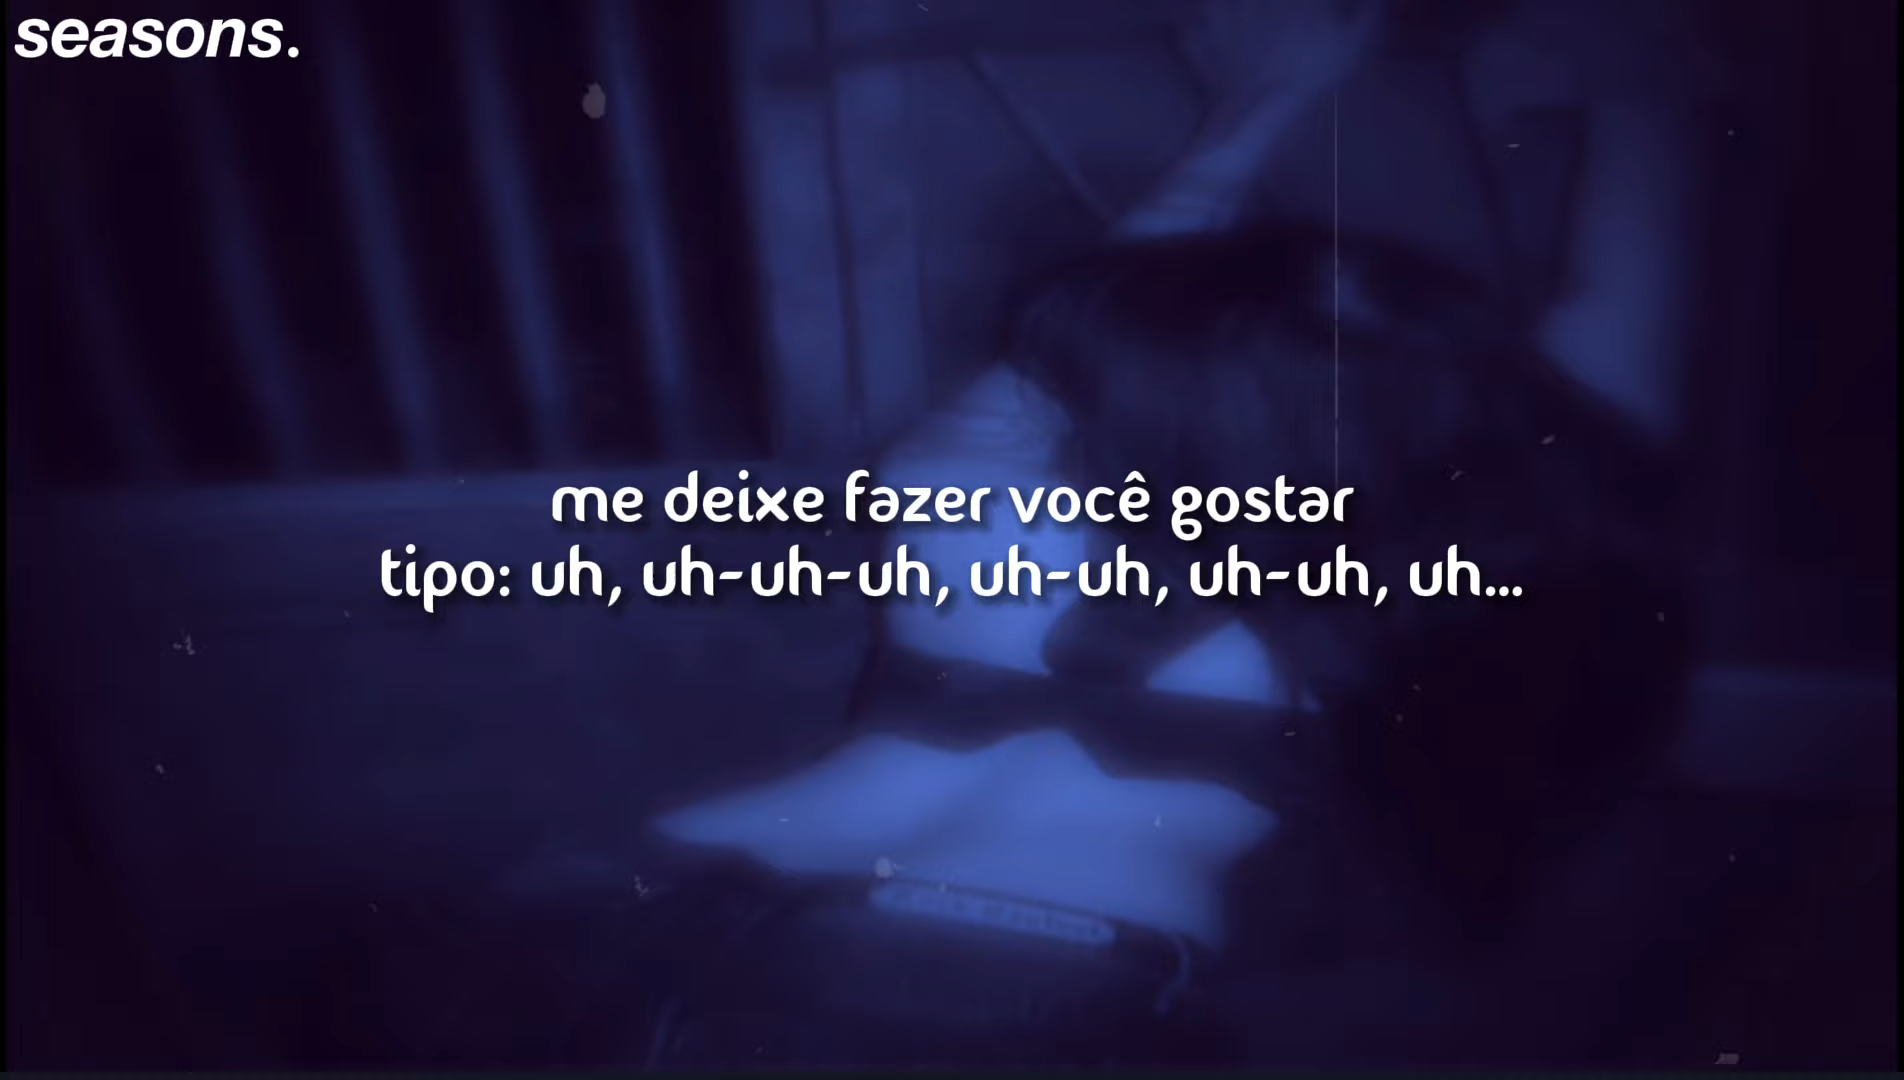 seasons.
me deixe fazer você gostar
tipo: uh, uh-uh-uh, uh-uh, uh-uh, uh...